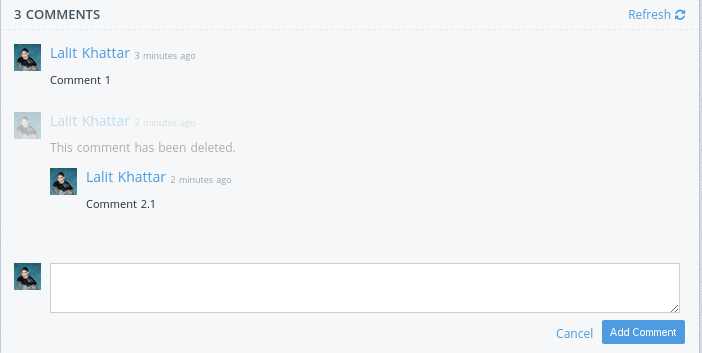 3 COMMENTS Refresh
Lalit Khattar 3 minutes ago
Comment 1
Lalit Khattar 2 minutes ago
This comment has been deleted.
Lalit Khattar 2 minutes ago
Comment 2.1
Cancel Add Comment